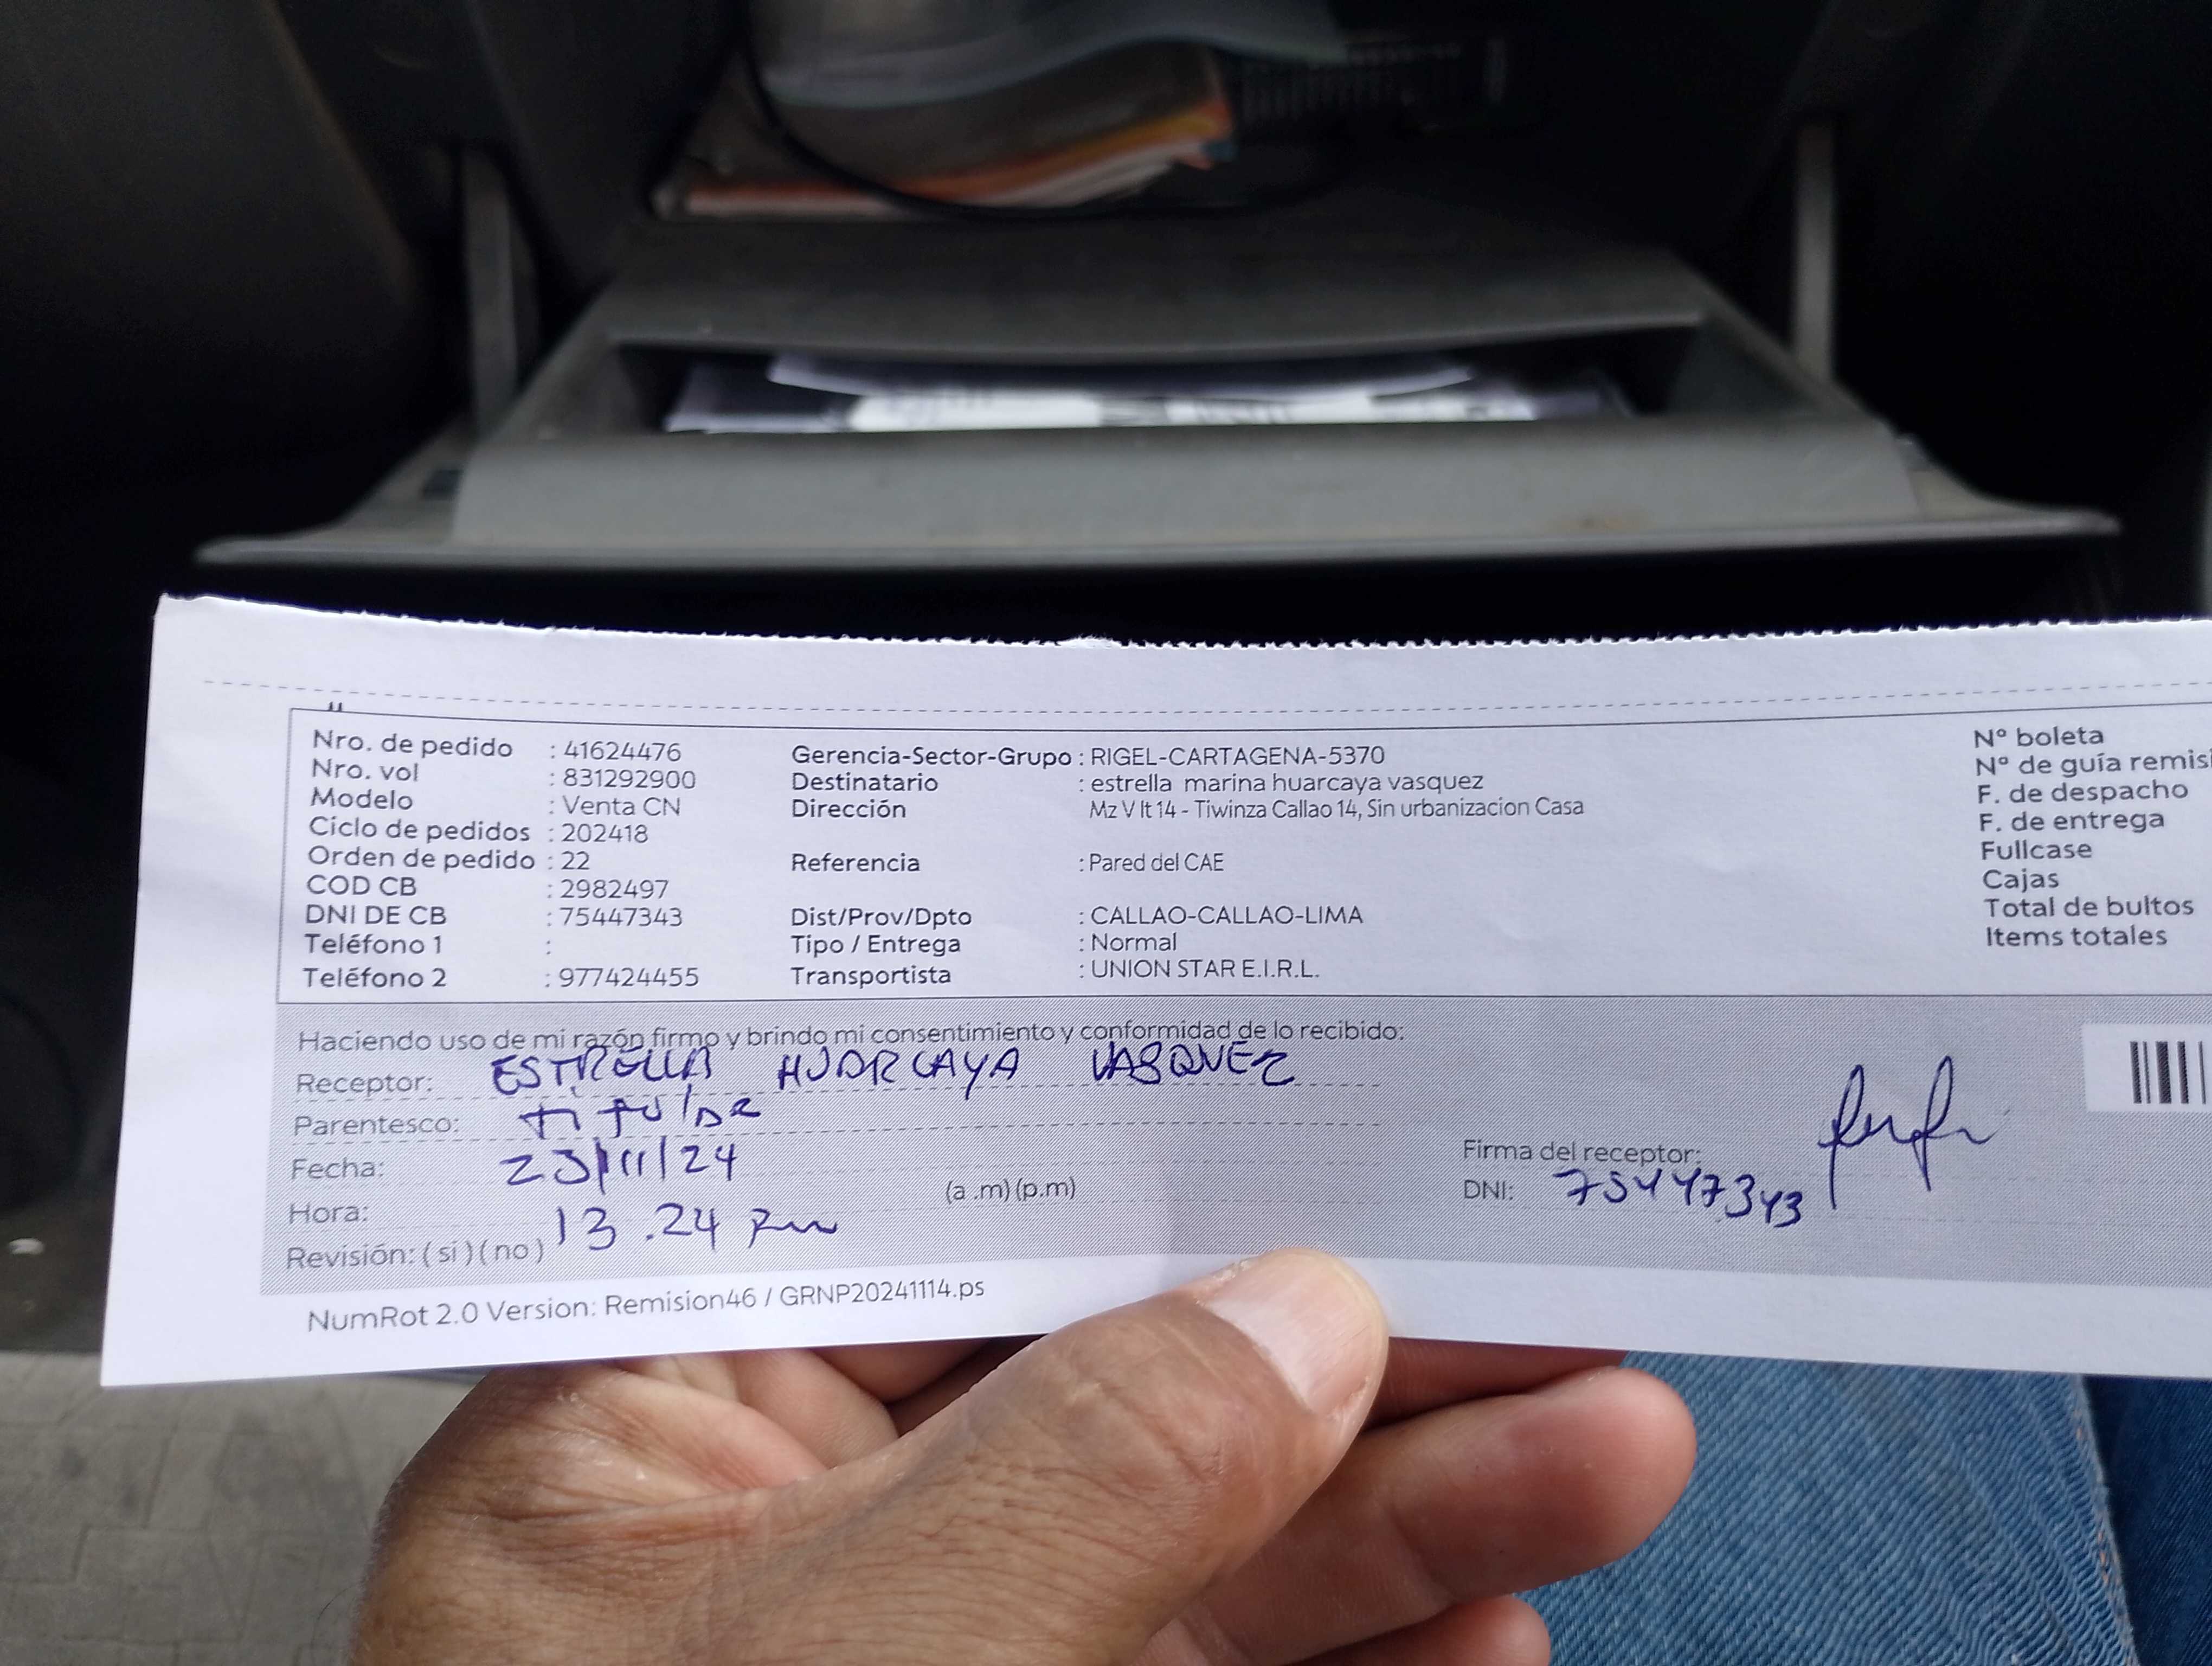 Nro. de pedido : 41624476
Nro. vol : 831292900
Modelo : Venta CN
Ciclo de pedidos : 202418
Orden de pedido : 22
COD CB : 2982497
DNI DE CB : 75447343
Teléfono 1 :
Teléfono 2 : 977424455
Gerencia-Sector-Grupo : RIGEL-CARTAGENA-5370
Destinatario : estrella marina huarcaya vasquez
Dirección Mz V lt 14 - Tiwinza Callao 14, Sin urbanizacion Casa
Referencia : Pared del CAE
Dist/Prov/Dpto : CALLAO-CALLAO-LIMA
Tipo / Entrega : Normal
Transportista : UNION STAR E.I.R.L.
N° boleta
N° de guía remisi
F. de despacho
F. de entrega
Fullcase
Cajas
Total de bultos
Items totales
Haciendo uso de mi razón firmo y brindo mi consentimiento y conformidad de lo recibido:
Receptor: ESTRELLA HUARCAYA VASQUEZ
Parentesco: titular
Fecha: 23/11/24
Hora: 13.24 pm (a .m) (p.m)
Revisión: ( si ) ( no )
Firma del receptor:
DNI: 75447343
NumRot 2.0 Version: Remision46 / GRNP20241114.ps